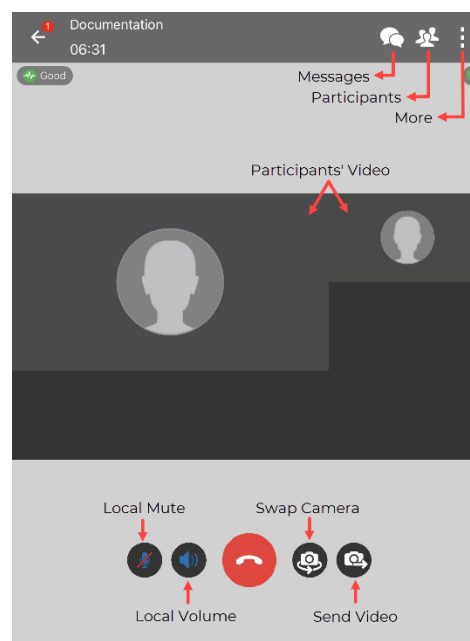 1
Documentation
06:31
Good
Messages
Participants
More
Participants' Video
Local Mute
Swap Camera
Local Volume
Send Video